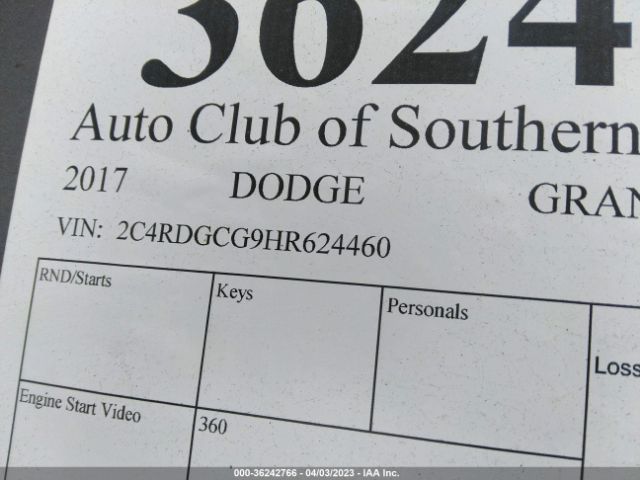 3624
Auto Club of Southern
2017 DODGE GRAN
VIN: 2C4RDGCG9HR624460
RND/Starts Keys Personals Loss
Engine Start Video 360
000-36242766 - 04/03/2023 - IAA Inc.